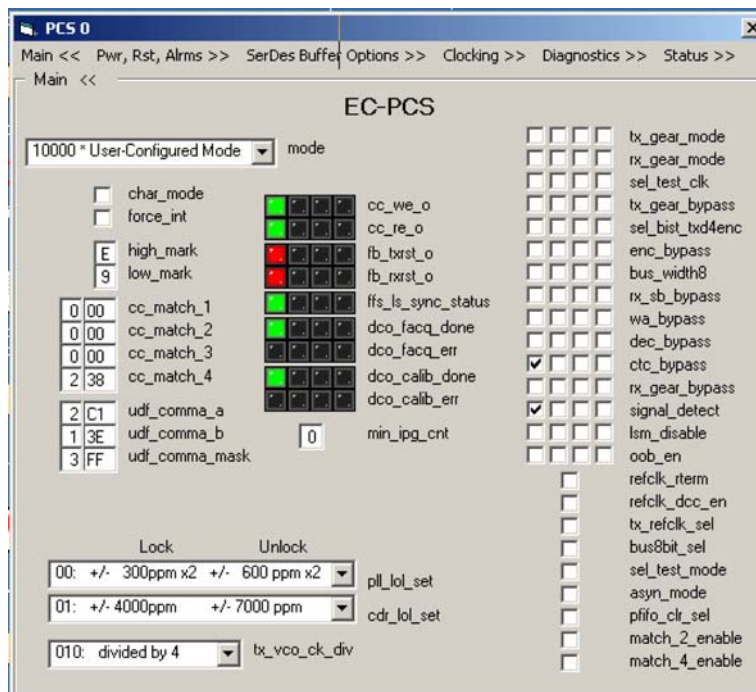 PCS 0
Main << Pwr, Rst, Alrms >> SerDes Buffer Options >> Clocking >> Diagnostics >> Status >>
Main <<
EC-PCS
10000 * User-Configured Mode mode
char_mode
force_int
E high_mark
9 low_mark
0 00 cc_match_1
0 00 cc_match_2
0 00 cc_match_3
2 38 cc_match_4
2 C1 udf_comma_a
1 3E udf_comma_b
3 FF udf_comma_mask
cc_we_o
cc_re_o
fb_txrst_o
fb_rxrst_o
ffs_ls_sync_status
dco_facq_done
dco_facq_err
dco_calib_done
dco_calib_err
0 min_ipg_cnt
tx_gear_mode
rx_gear_mode
sel_test_clk
tx_gear_bypass
sel_bist_txd4enc
enc_bypass
bus_width8
rx_sb_bypass
wa_bypass
dec_bypass
ctc_bypass
rx_gear_bypass
signal_detect
lsm_disable
oob_en
refclk_rterm
refclk_dcc_en
tx_refclk_sel
bus8bit_sel
sel_test_mode
asyn_mode
pfifo_clr_sel
match_2_enable
match_4_enable
Lock Unlock
00: +/- 300ppm x2 +/- 600 ppm x2 pll_lol_set
01: +/- 4000ppm +/- 7000 ppm cdr_lol_set
010: divided by 4 tx_vco_ck_div